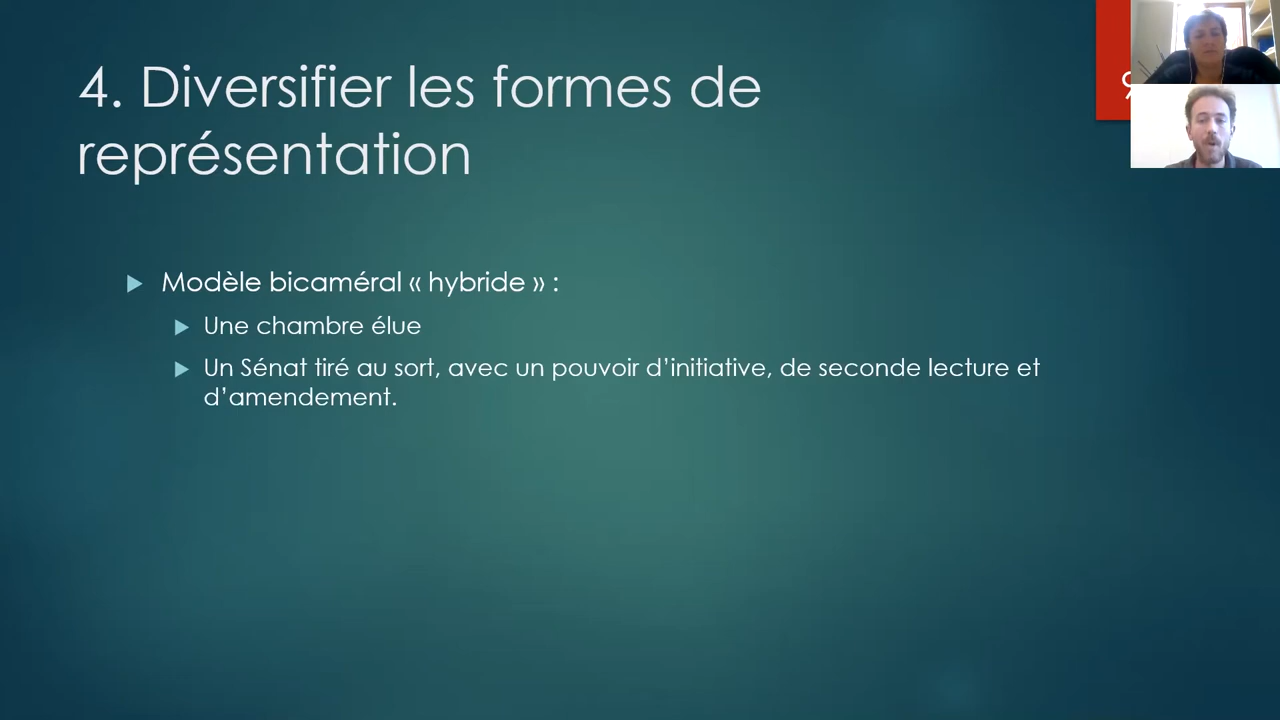 4. Diversifier les formes de
représentation
Modèle bicaméral « hybride » :
Une chambre élue
Un Sénat tiré au sort, avec un pouvoir d’initiative, de seconde lecture et
d’amendement.